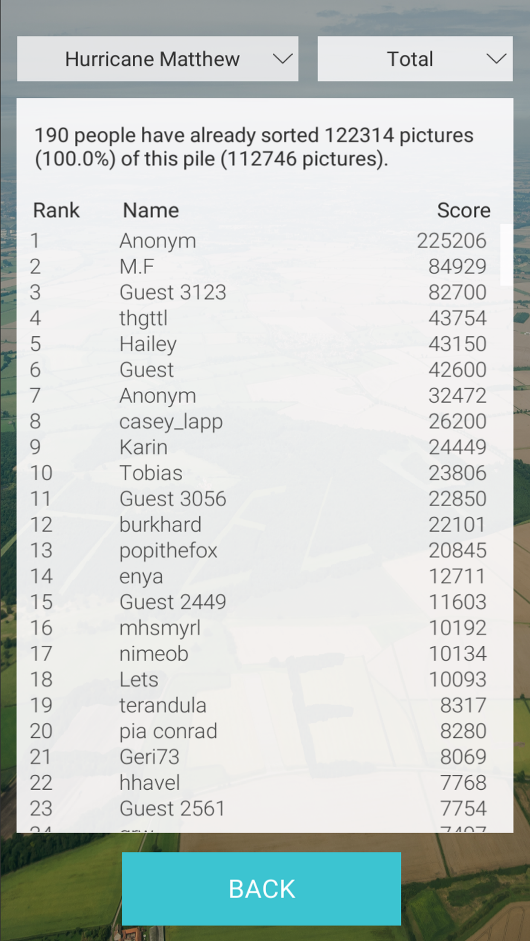 Hurricane Matthew Total
190 people have already sorted 122314 pictures
(100.0%) of this pile (112746 pictures).
Rank Name Score
1 Anonym 225206
2 M.F 84929
3 Guest 3123 82700
4 thgttl 43754
5 Hailey 43150
6 Guest 42600
7 Anonym 32472
8 casey_lapp 26200
9 Karin 24449
10 Tobias 23806
11 Guest 3056 22850
12 burkhard 22101
13 popithefox 20845
14 enya 12711
15 Guest 2449 11603
16 mhsmyrl 10192
17 nimeob 10134
18 Lets 10093
19 terandula 8317
20 pia conrad 8280
21 Geri73 8069
22 hhavel 7768
23 Guest 2561 7754
BACK